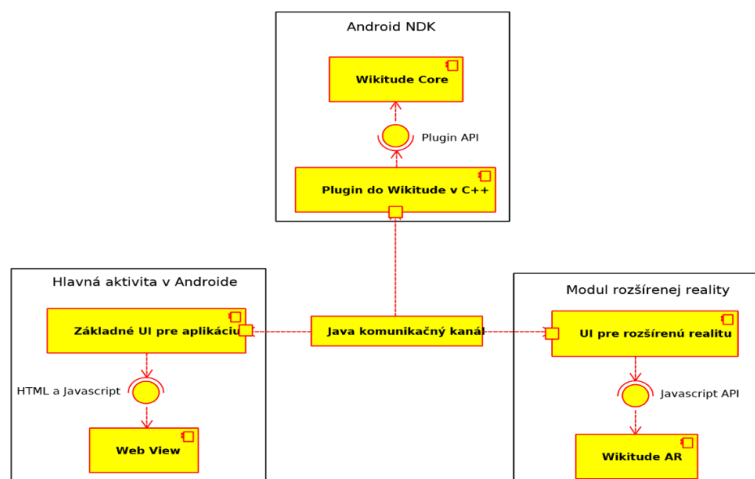 Android NDK
Wikitude Core
Plugin API
Plugin do Wikitude v C++
Hlavná aktivita v Androide
Základné UI pre aplikáciu
HTML a Javascript
Web View
Java komunikačný kanál
Modul rozšírenej reality
UI pre rozšírenú realitu
Javascript API
Wikitude AR